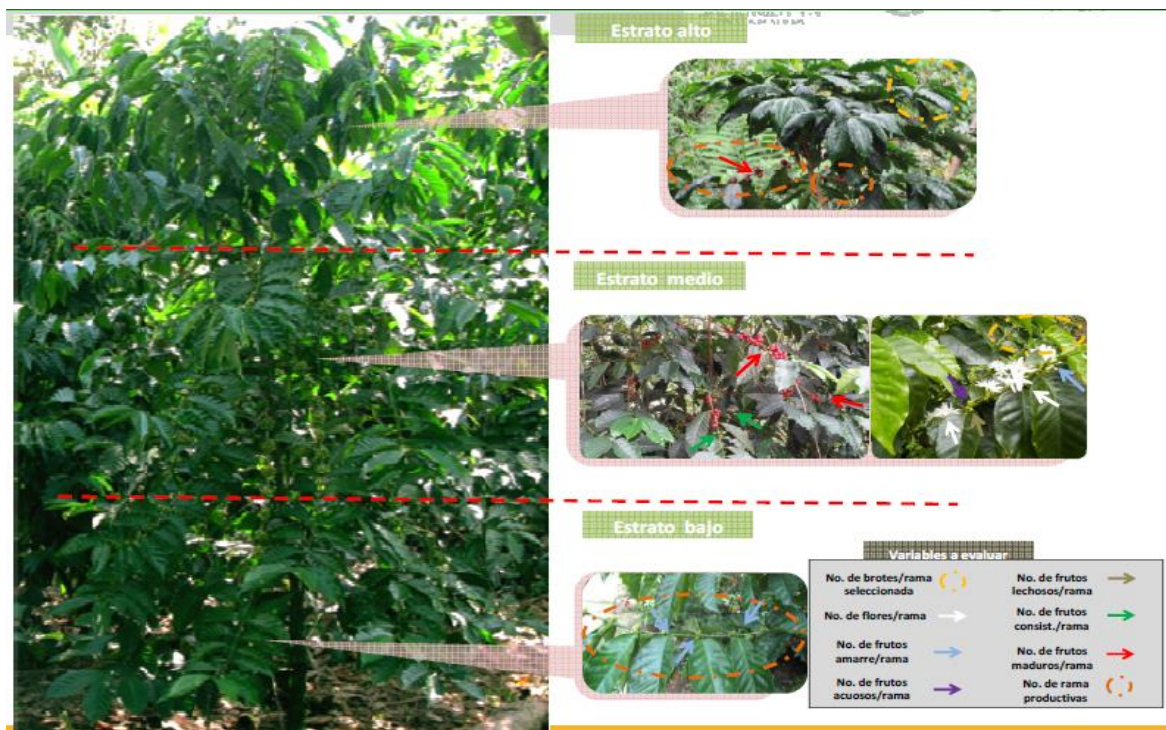 Estrato alto
Estrato medio
Estrato bajo
Variables a evaluar
No. de brotes/rama
seleccionada
No. de flores/rama
No. de frutos
amarre/rama
No. de frutos
acuosos/rama
No. de frutos
lechosos/rama
No. de frutos
consist./rama
No. de frutos
maduros/rama
No. de rama
productivas